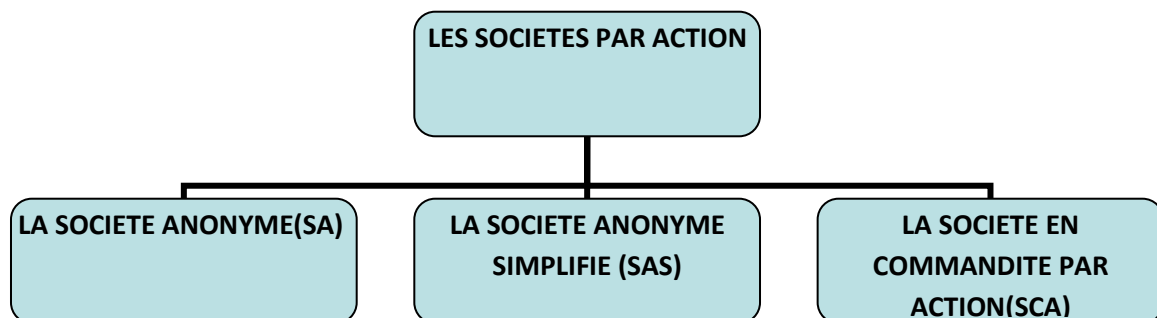 LES SOCIETES PAR ACTION
LA SOCIETE ANONYME(SA)
LA SOCIETE ANONYME
SIMPLIFIE (SAS)
LA SOCIETE EN
COMMANDITE PAR
ACTION(SCA)